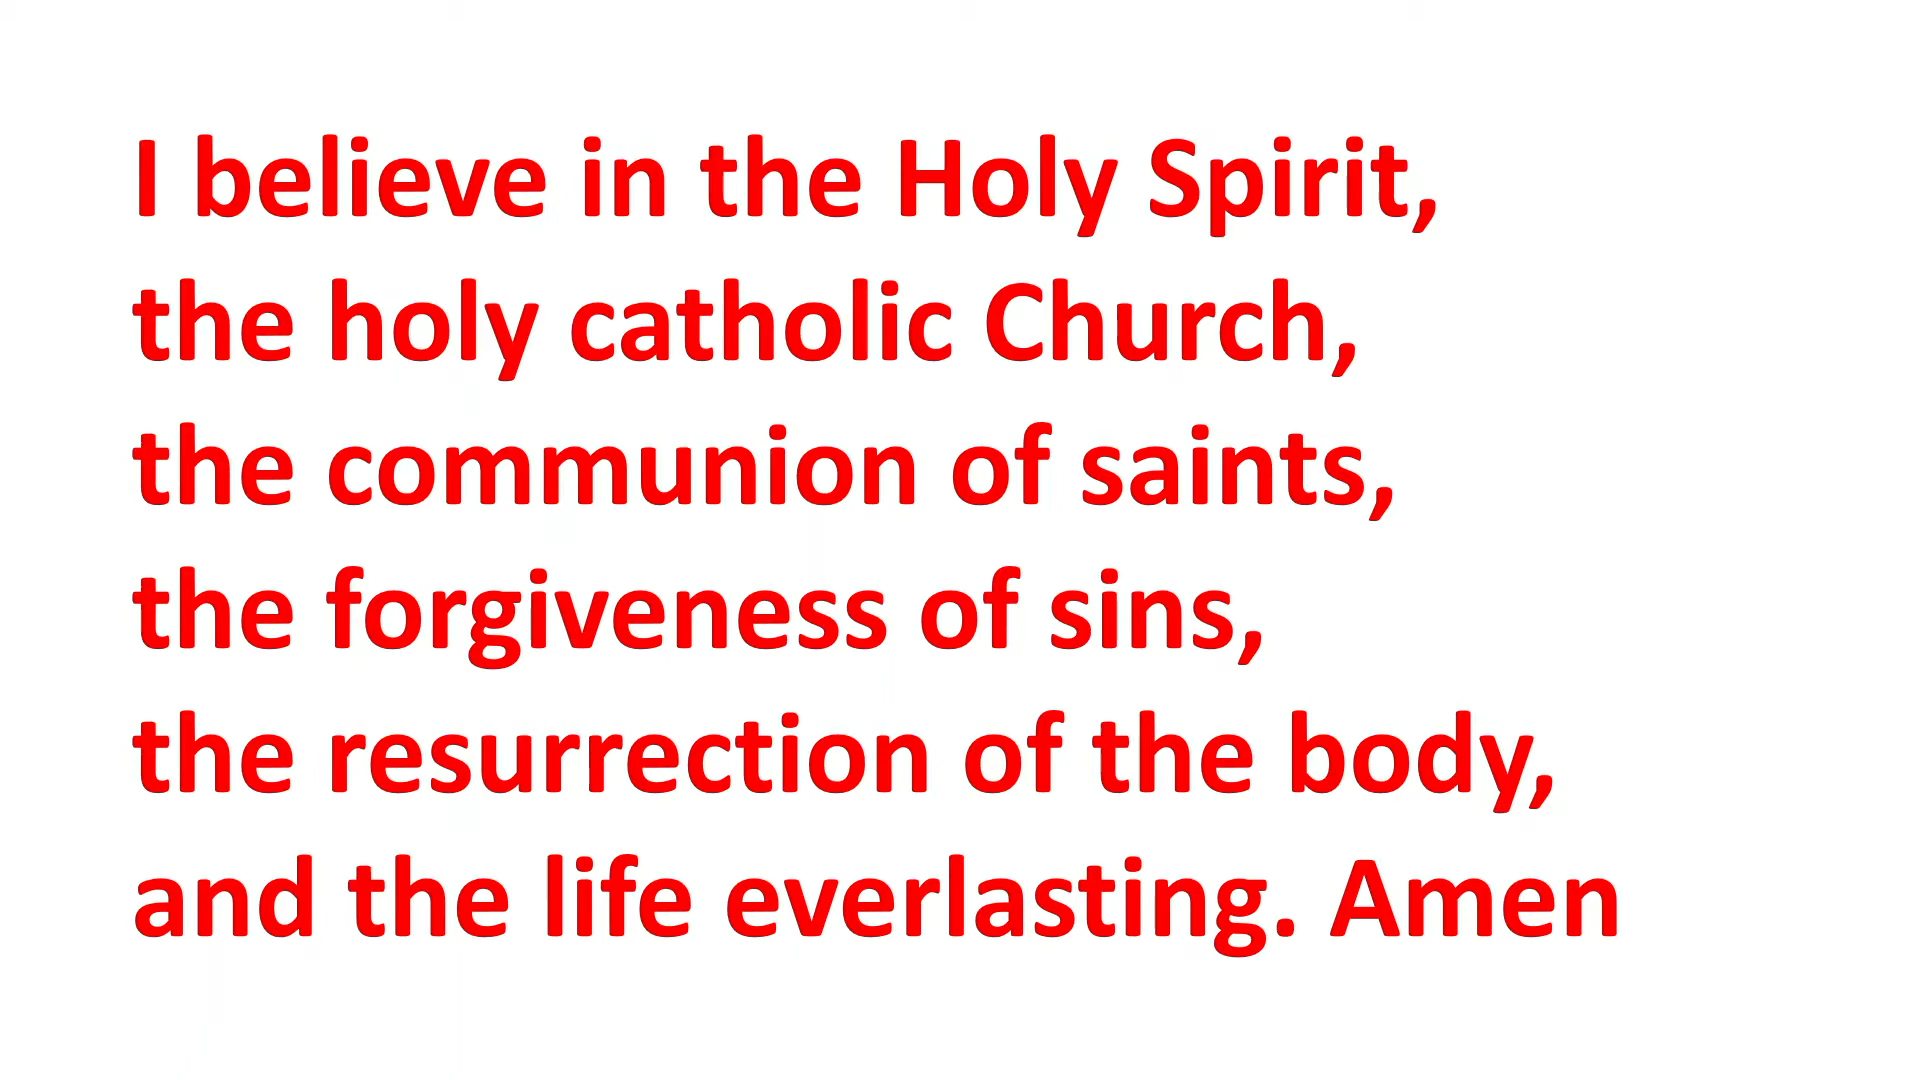 I believe in the Holy Spirit,
the holy catholic Church,
the communion of saints,
the forgiveness of sins,
the resurrection of the body,
and the life everlasting. Amen